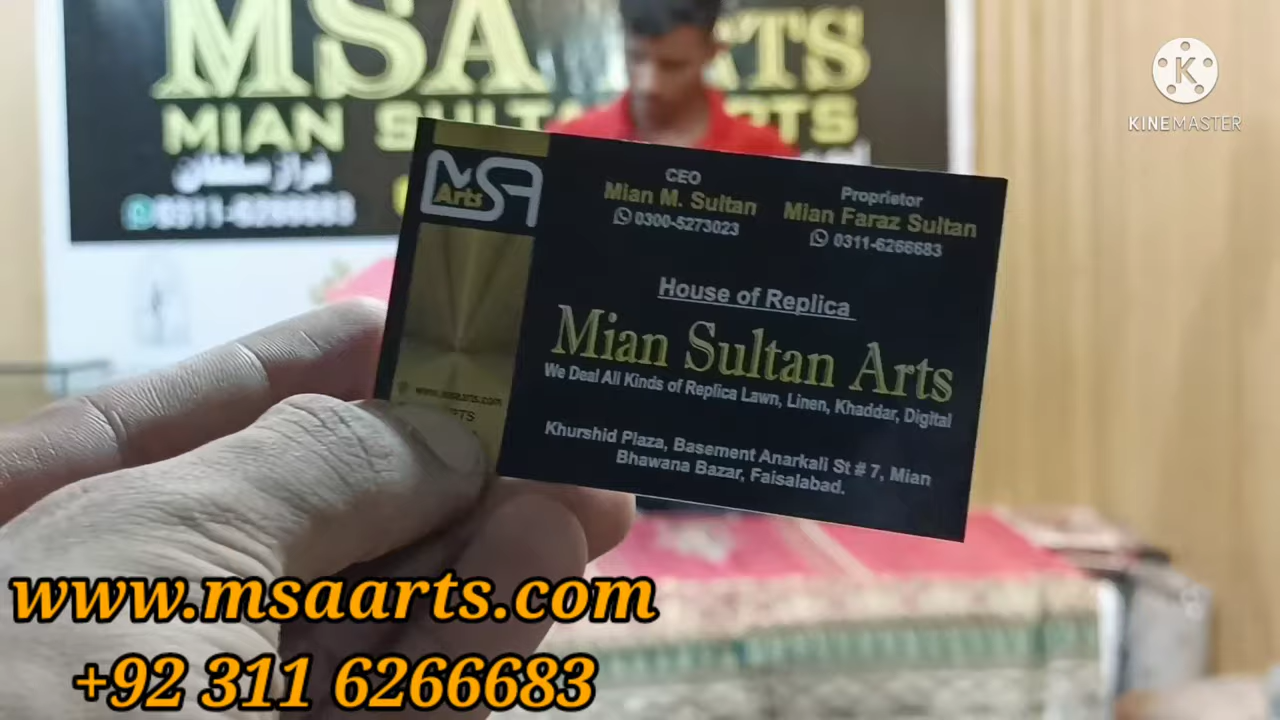 MSA ARTS
MIAN SULTAN ARTS
فراز سلطان
0311-6266683
K
KINEMASTER
MSA
Arts
CEO
Mian M. Sultan
0300-5273023
Proprietor
Mian Faraz Sultan
0311-6266683
House of Replica
Mian Sultan Arts
We Deal All Kinds of Replica Lawn, Linen, Khaddar, Digital
Khurshid Plaza, Basement Anarkali St # 7, Mian
Bhawana Bazar, Faisalabad.
www.msaarts.com
www.msaarts.com
+92 311 6266683